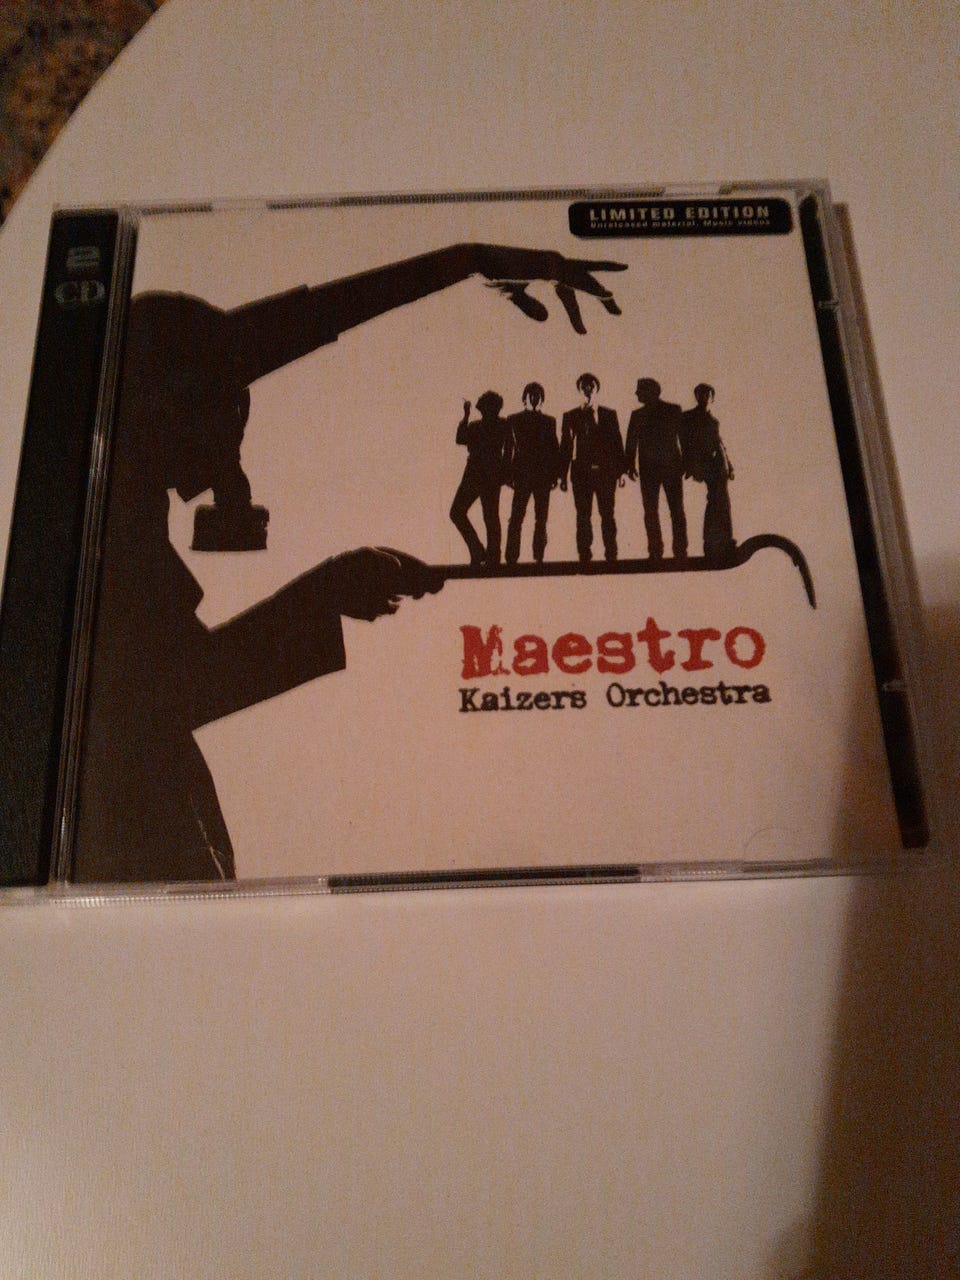 2
CD
LIMITED EDITION
Unreleased material. Music videos
Maestro
Kaizers Orchestra